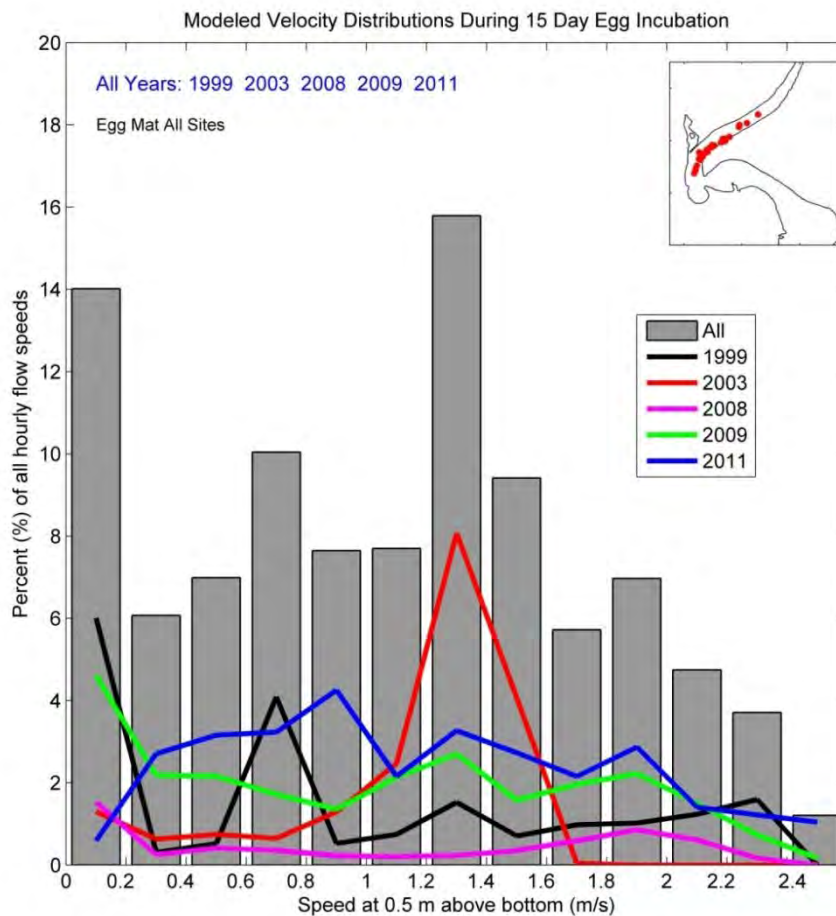 Modeled Velocity Distributions During 15 Day Egg Incubation
20
18
16
14
12
10
8
6
4
2
0
Percent (%) of all hourly flow speeds
All Years: 1999 2003 2008 2009 2011
Egg Mat All Sites
All
1999
2003
2008
2009
2011
0 0.2 0.4 0.6 0.8 1 1.2 1.4 1.6 1.8 2 2.2 2.4
Speed at 0.5 m above bottom (m/s)